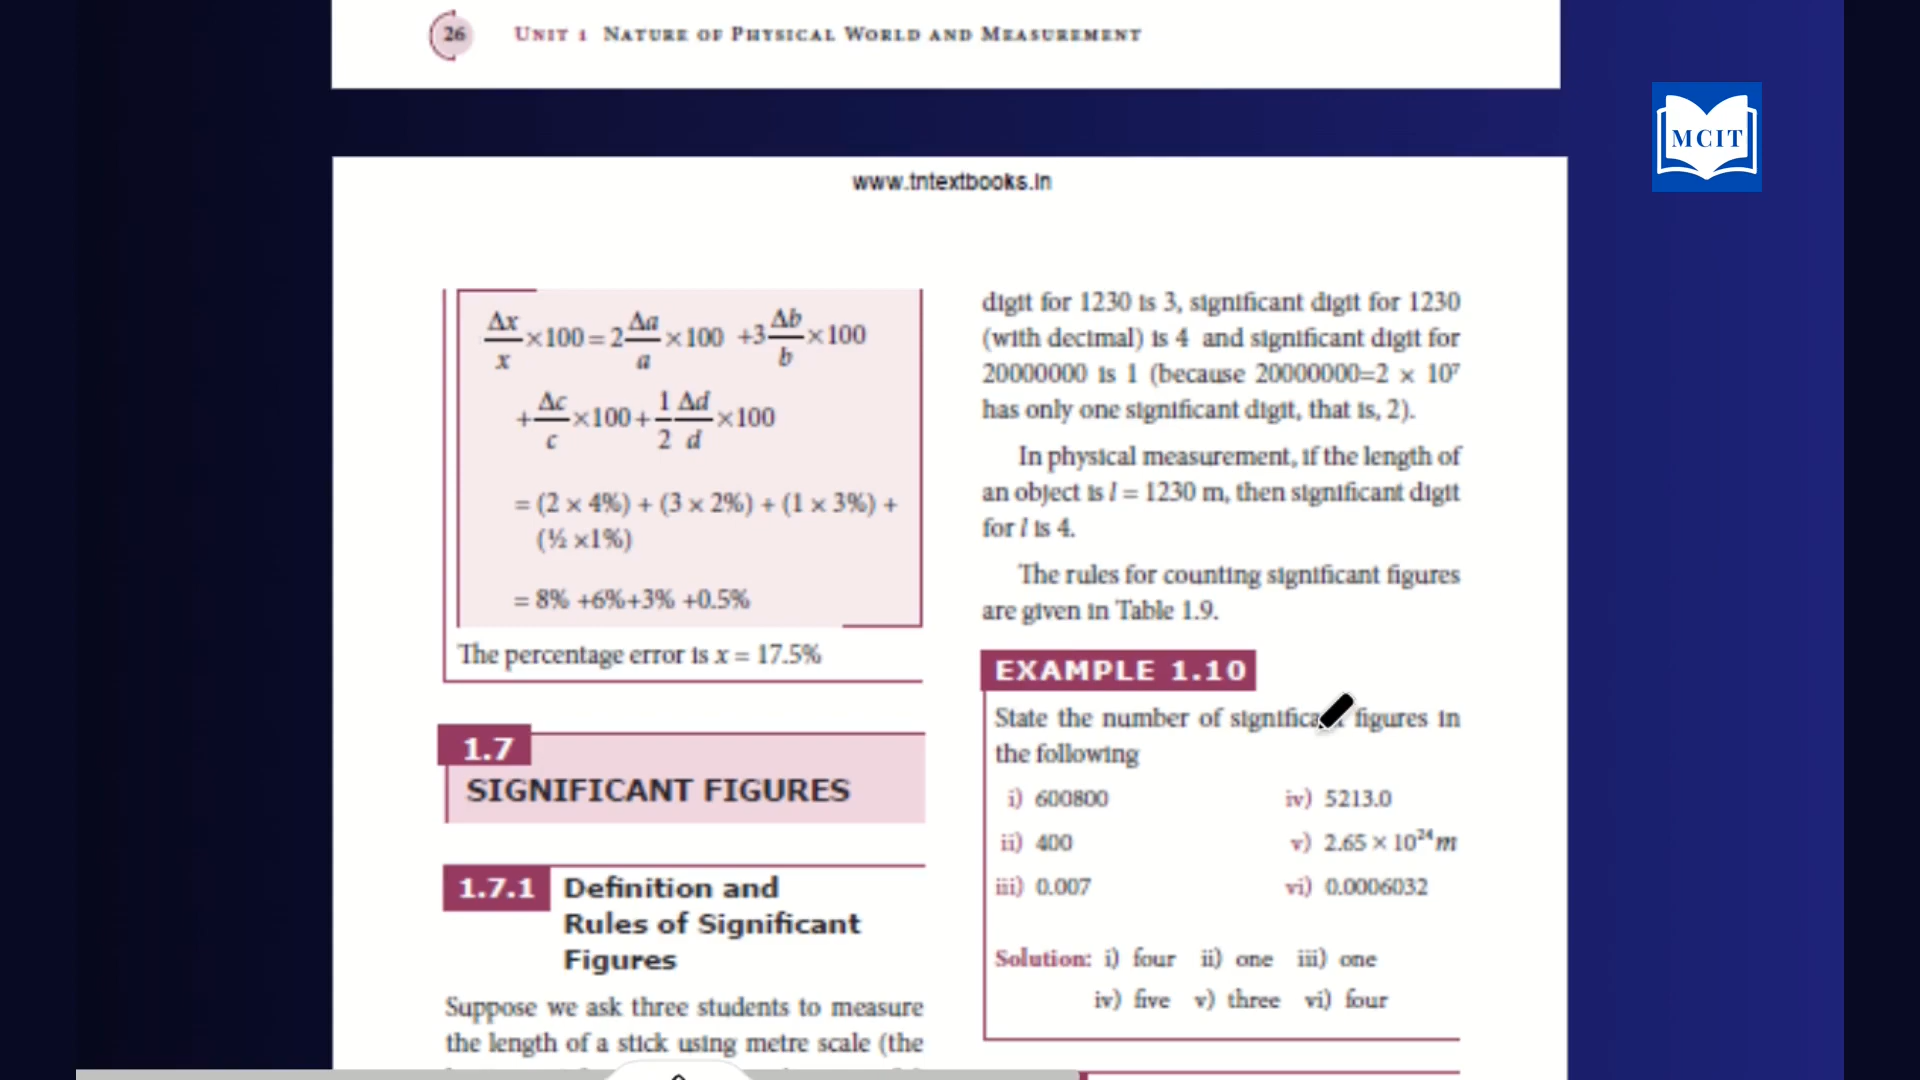 26 UNIT 1 NATURE OF PHYSICAL WORLD AND MEASUREMENT
MCIT
www.tntextbooks.in
Δx/x ×100 = 2 Δa/a ×100 +3 Δb/b ×100
+ Δc/c ×100 + 1/2 Δd/d ×100
= (2 × 4%) + (3 × 2%) + (1 × 3%) +
(½ ×1%)
= 8% +6%+3% +0.5%
The percentage error is x = 17.5%
1.7
SIGNIFICANT FIGURES
1.7.1 Definition and
Rules of Significant
Figures
Suppose we ask three students to measure
the length of a stick using metre scale (the
digit for 1230 is 3, significant digit for 1230
(with decimal) is 4 and significant digit for
20000000 is 1 (because 20000000=2 × 10⁷
has only one significant digit, that is, 2).
In physical measurement, if the length of
an object is l = 1230 m, then significant digit
for l is 4.
The rules for counting significant figures
are given in Table 1.9.
EXAMPLE 1.10
State the number of significant figures in
the following
i) 600800 iv) 5213.0
ii) 400 v) 2.65 × 10²⁴m
iii) 0.007 vi) 0.0006032
Solution: i) four ii) one iii) one
iv) five v) three vi) four